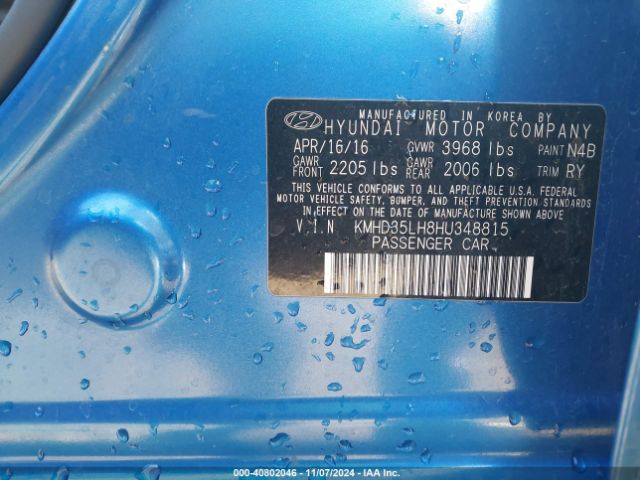 MANUFACTURED IN KOREA BY
HYUNDAI MOTOR COMPANY
APR/16/16 GVWR 3968 lbs PAINT N4B
GAWR FRONT 2205 lbs GAWR REAR 2006 lbs TRIM RY
THIS VEHICLE CONFORMS TO ALL APPLICABLE U.S.A. FEDERAL
MOTOR VEHICLE SAFETY, BUMPER, AND THEFT PREVENTION STANDARDS
IN EFFECT ON THE DATE OF MANUFACTURE SHOWN ABOVE
V.I.N KMHD35LH8HU348815
PASSENGER CAR
000-40802046 - 11/07/2024 - IAA Inc.